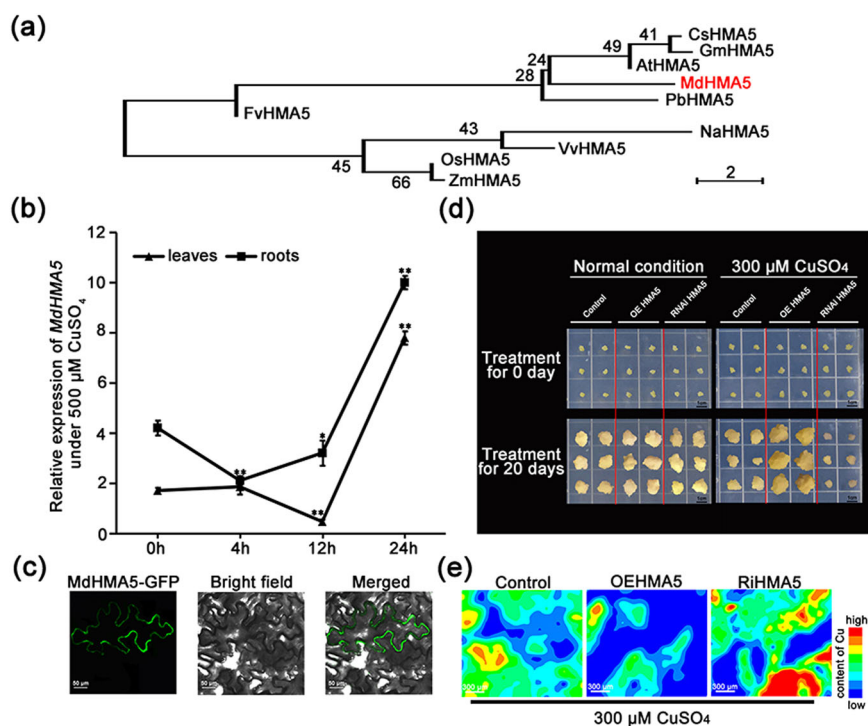 (a)
41
CsHMA5
49
GmHMA5
24
AtHMA5
28
MdHMA5
PbHMA5
FvHMA5
43
NaHMA5
VvHMA5
45
OsHMA5
66
ZmHMA5
2
(b)
Relative expression of MdHMA5
under 500 μM CuSO4
12
10
8
6
4
2
0
leaves
roots
**
**
**
*
**
0h
4h
12h
24h
(c)
MdHMA5-GFP
Bright field
Merged
50 μm
50 μm
50 μm
(d)
Normal condition
300 μM CuSO4
Control
OE HMA5
RNAi HMA5
Control
OE HMA5
RNAi HMA5
Treatment
for 0 day
1cm
1cm
Treatment
for 20 days
1cm
1cm
(e)
Control
OEHMA5
RiHMA5
300 μm
300 μm
300 μm
high
content of Cu
low
300 μM CuSO4